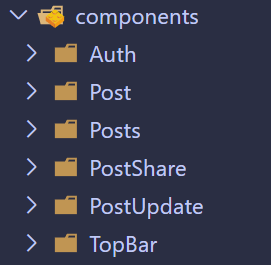 components
Auth
Post
Posts
PostShare
PostUpdate
TopBar